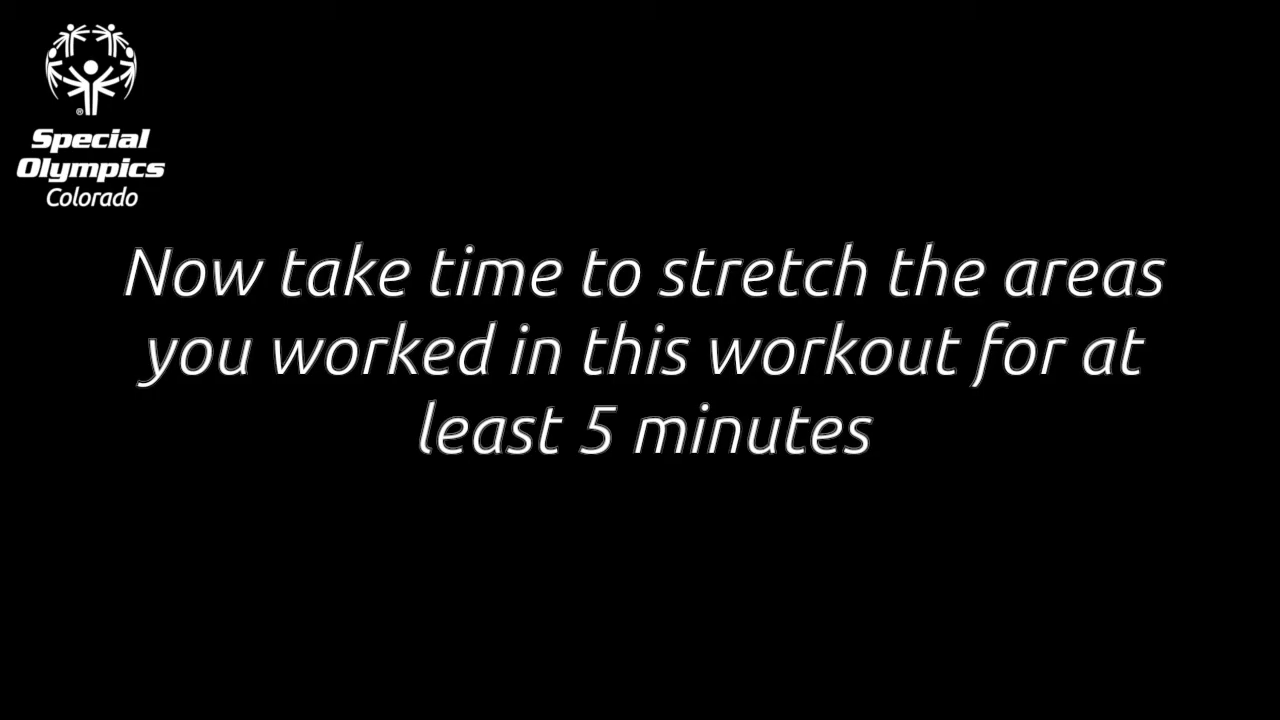 ®
Special
Olympics
Colorado
Now take time to stretch the areas
you worked in this workout for at
least 5 minutes